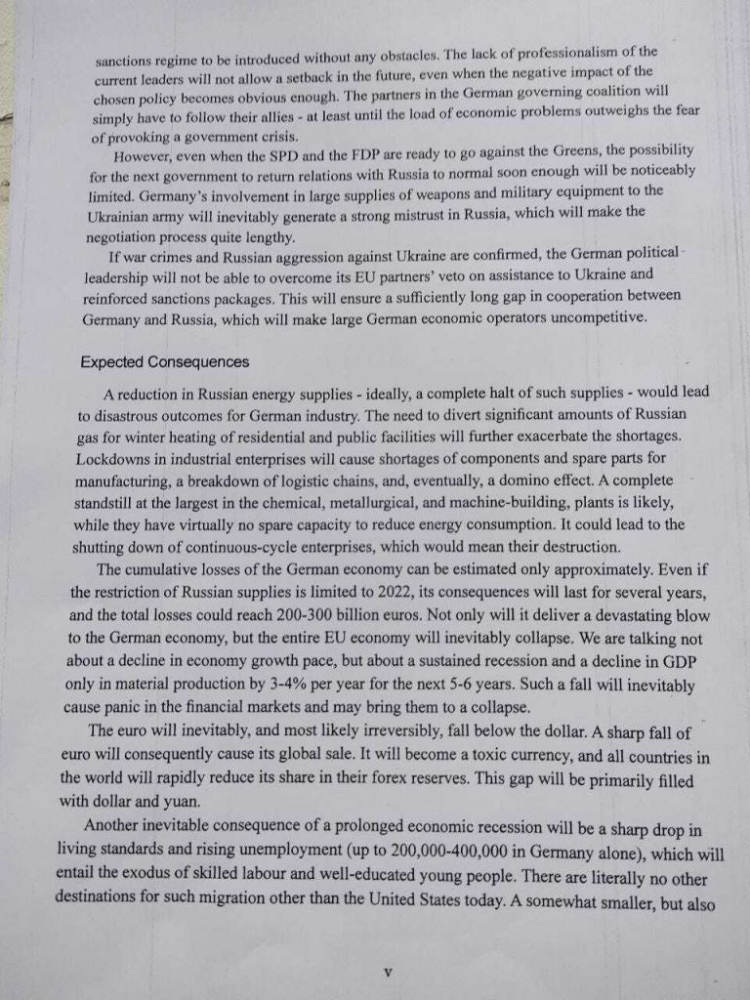 sanctions regime to be introduced without any obstacles. The lack of professionalism of the
current leaders will not allow a setback in the future, even when the negative impact of the
chosen policy becomes obvious enough. The partners in the German governing coalition will
simply have to follow their allies - at least until the load of economic problems outweighs the fear
of provoking a government crisis.
However, even when the SPD and the FDP are ready to go against the Greens, the possibility
for the next government to return relations with Russia to normal soon enough will be noticeably
limited. Germany's involvement in large supplies of weapons and military equipment to the
Ukrainian army will inevitably generate a strong mistrust in Russia, which will make the
negotiation process quite lengthy.
If war crimes and Russian aggression against Ukraine are confirmed, the German political
leadership will not be able to overcome its EU partners' veto on assistance to Ukraine and
reinforced sanctions packages. This will ensure a sufficiently long gap in cooperation between
Germany and Russia, which will make large German economic operators uncompetitive.
Expected Consequences
A reduction in Russian energy supplies - ideally, a complete halt of such supplies - would lead
to disastrous outcomes for German industry. The need to divert significant amounts of Russian
gas for winter heating of residential and public facilities will further exacerbate the shortages.
Lockdowns in industrial enterprises will cause shortages of components and spare parts for
manufacturing, a breakdown of logistic chains, and, eventually, a domino effect. A complete
standstill at the largest in the chemical, metallurgical, and machine-building, plants is likely,
while they have virtually no spare capacity to reduce energy consumption. It could lead to the
shutting down of continuous-cycle enterprises, which would mean their destruction.
The cumulative losses of the German economy can be estimated only approximately. Even if
the restriction of Russian supplies is limited to 2022, its consequences will last for several years,
and the total losses could reach 200-300 billion euros. Not only will it deliver a devastating blow
to the German economy, but the entire EU economy will inevitably collapse. We are talking not
about a decline in economy growth pace, but about a sustained recession and a decline in GDP
only in material production by 3-4% per year for the next 5-6 years. Such a fall will inevitably
cause panic in the financial markets and may bring them to a collapse.
The euro will inevitably, and most likely irreversibly, fall below the dollar. A sharp fall of
euro will consequently cause its global sale. It will become a toxic currency, and all countries in
the world will rapidly reduce its share in their forex reserves. This gap will be primarily filled
with dollar and yuan.
Another inevitable consequence of a prolonged economic recession will be a sharp drop in
living standards and rising unemployment (up to 200,000-400,000 in Germany alone), which will
entail the exodus of skilled labour and well-educated young people. There are literally no other
destinations for such migration other than the United States today. A somewhat smaller, but also
v